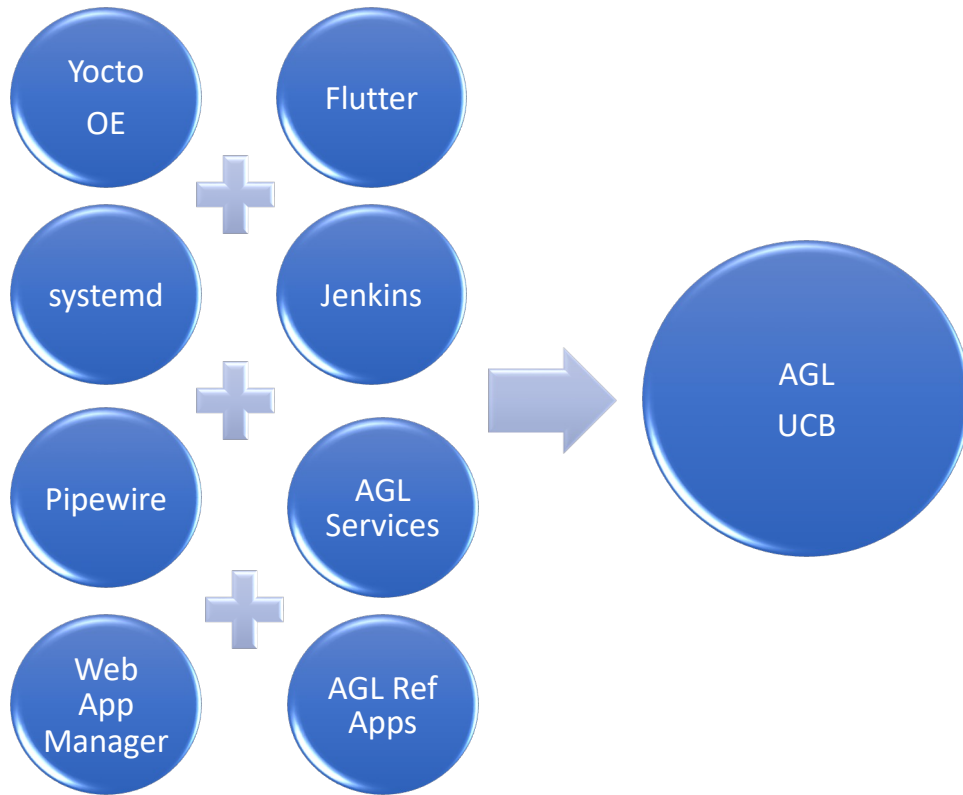 Yocto
OE
Flutter
systemd
Jenkins
Pipewire
AGL
Services
Web
App
Manager
AGL Ref
Apps
AGL
UCB